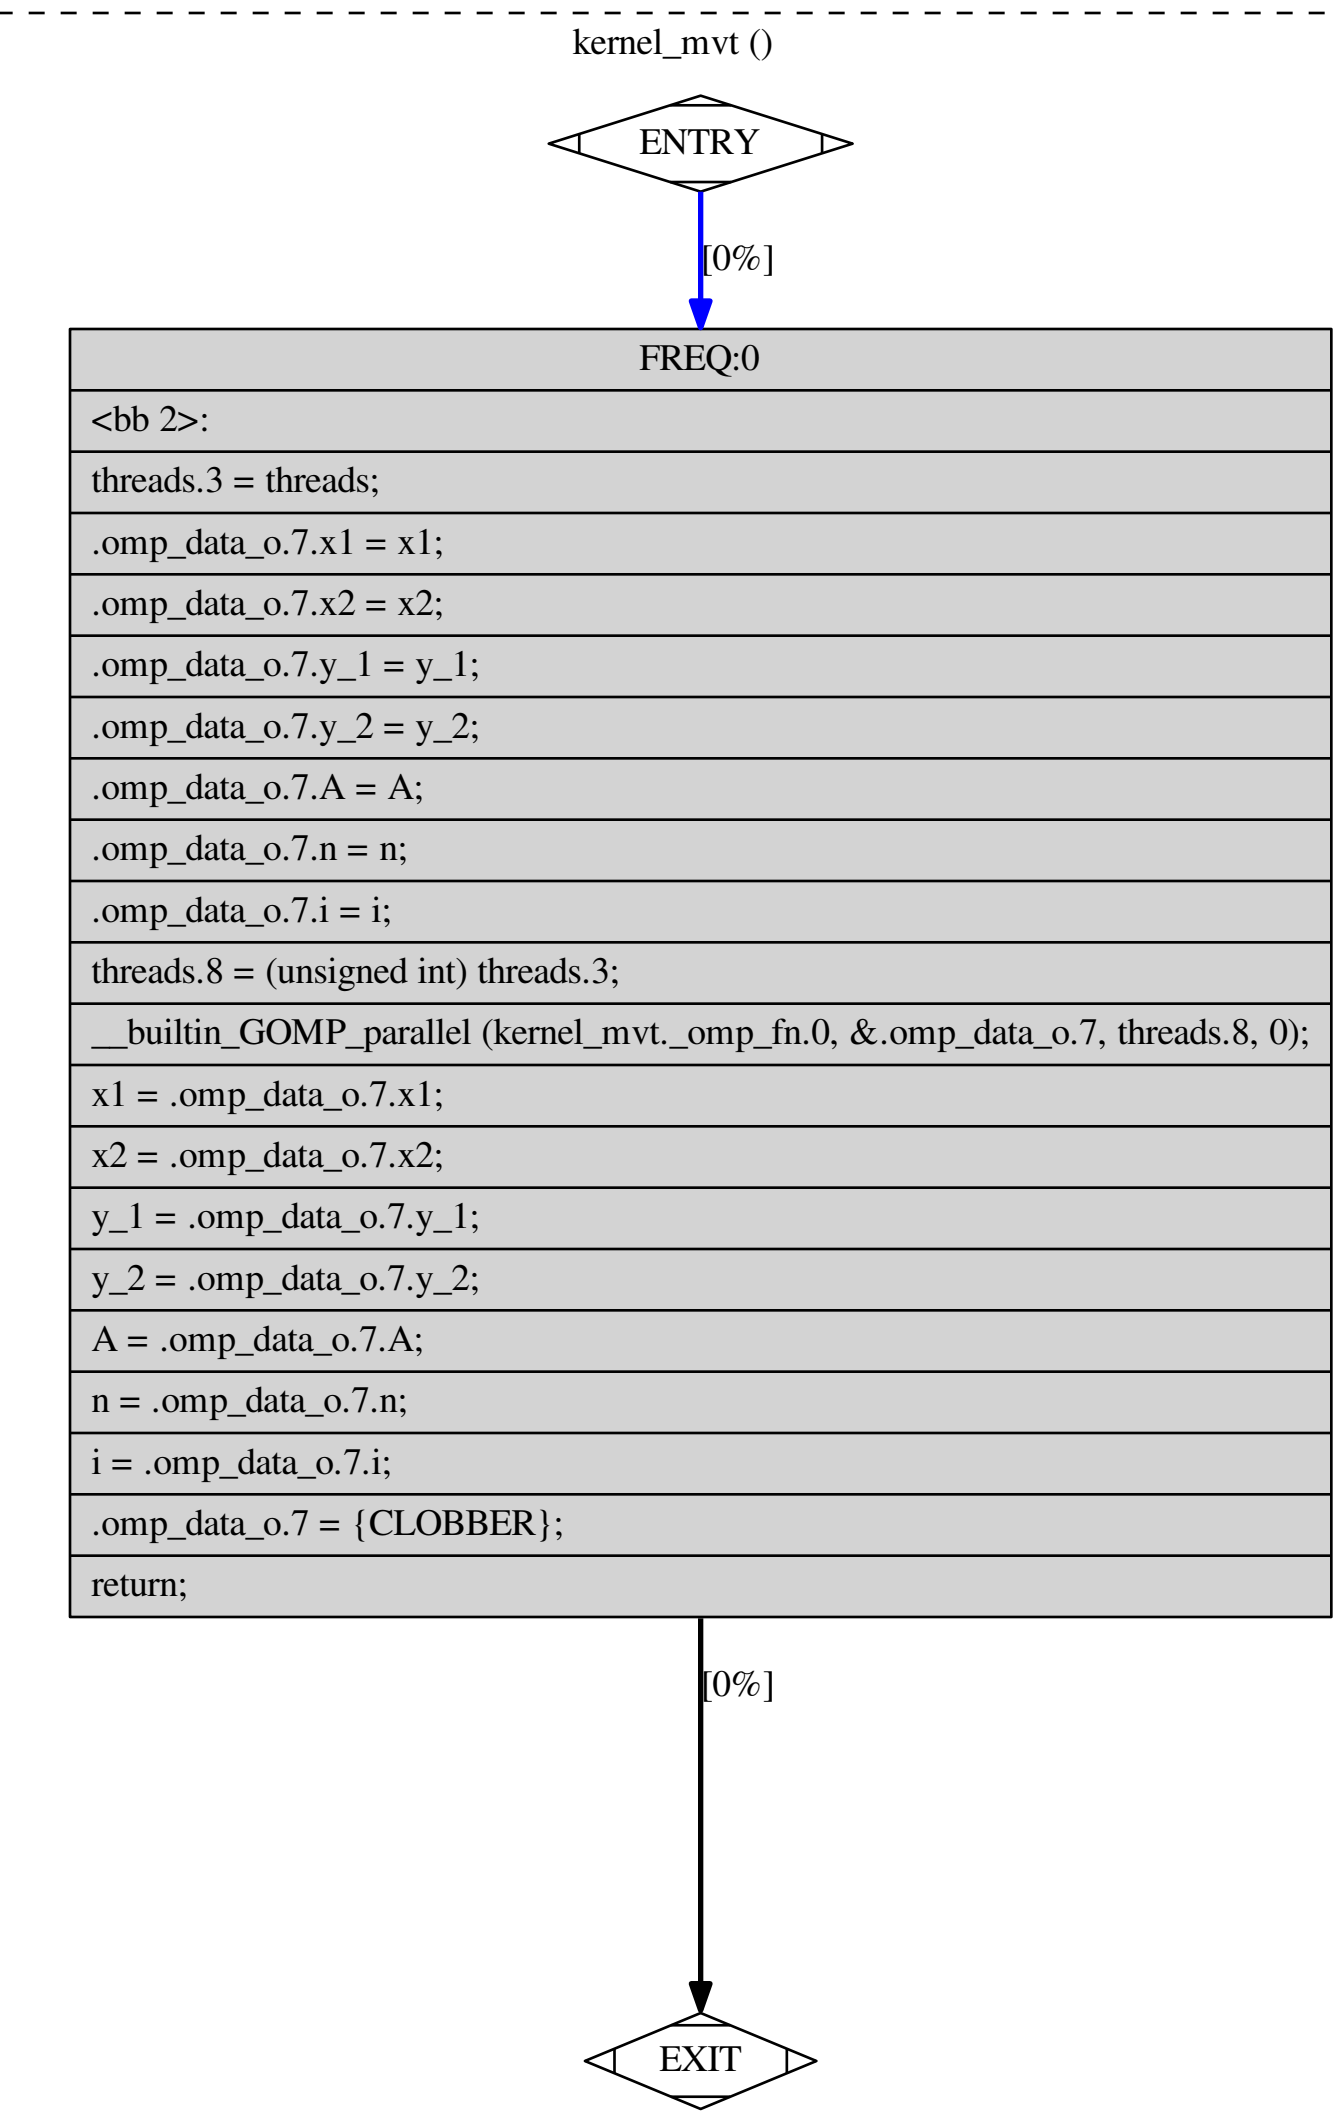 kernel_mvt ()
ENTRY
[0%]
FREQ:0
<bb 2>:
threads.3 = threads;
.omp_data_o.7.x1 = x1;
.omp_data_o.7.x2 = x2;
.omp_data_o.7.y_1 = y_1;
.omp_data_o.7.y_2 = y_2;
.omp_data_o.7.A = A;
.omp_data_o.7.n = n;
.omp_data_o.7.i = i;
threads.8 = (unsigned int) threads.3;
__builtin_GOMP_parallel (kernel_mvt._omp_fn.0, &.omp_data_o.7, threads.8, 0);
x1 = .omp_data_o.7.x1;
x2 = .omp_data_o.7.x2;
y_1 = .omp_data_o.7.y_1;
y_2 = .omp_data_o.7.y_2;
A = .omp_data_o.7.A;
n = .omp_data_o.7.n;
i = .omp_data_o.7.i;
.omp_data_o.7 = {CLOBBER};
return;
[0%]
EXIT